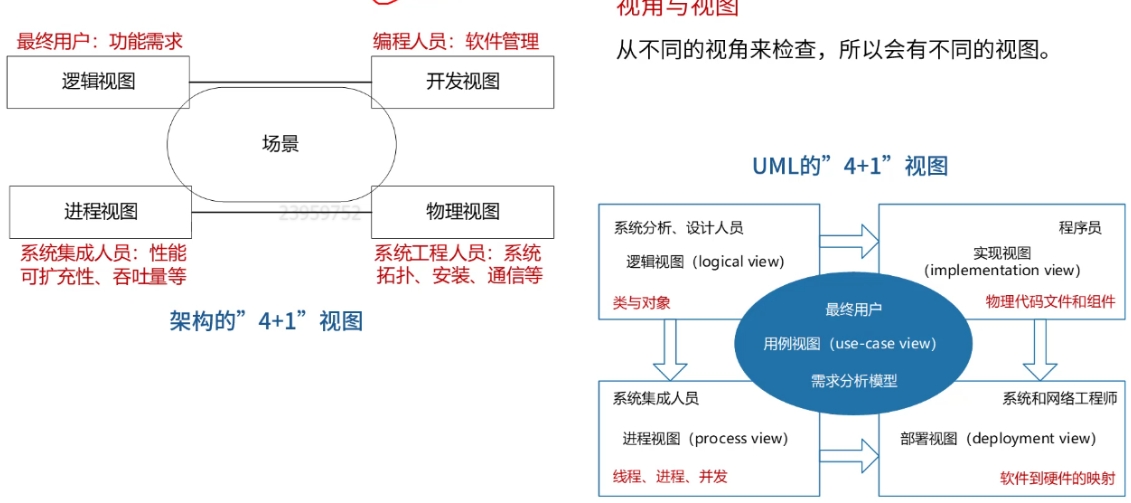 最终用户：功能需求
编程人员：软件管理
逻辑视图
开发视图
场景
进程视图
物理视图
23959752
系统集成人员：性能
可扩充性、吞吐量等
系统工程人员：系统
拓扑、安装、通信等
架构的”4+1”视图
视角与视图
从不同的视角来检查，所以会有不同的视图。
UML的”4+1”视图
系统分析、设计人员
逻辑视图（logical view）
类与对象
程序员
实现视图
（implementation view）
物理代码文件和组件
最终用户
用例视图（use-case view）
需求分析模型
系统集成人员
进程视图（process view）
线程、进程、并发
系统和网络工程师
部署视图（deployment view）
软件到硬件的映射